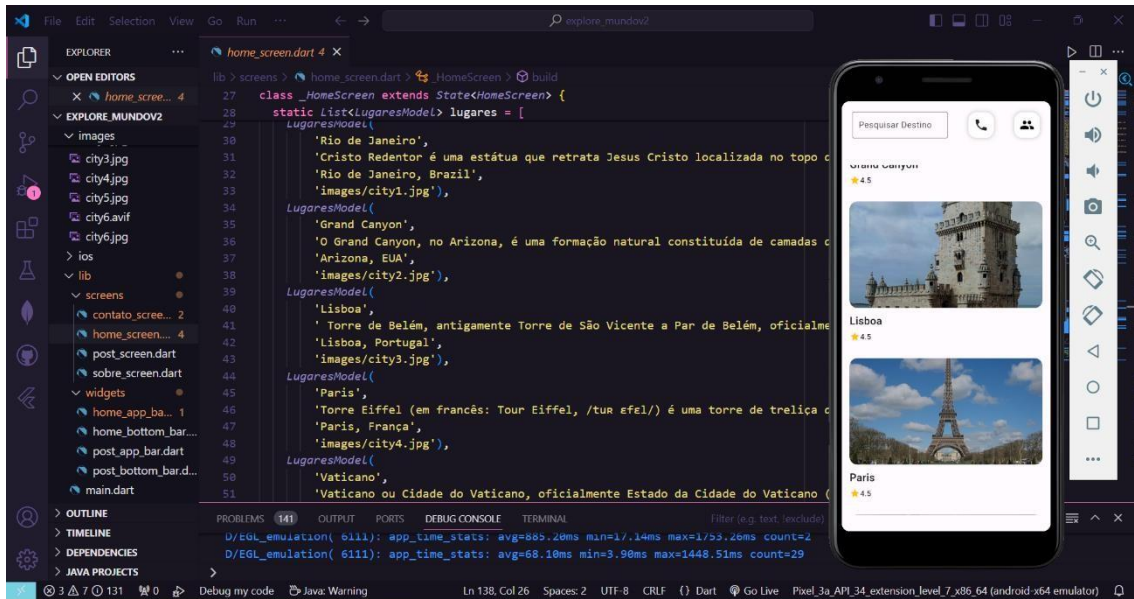 File Edit Selection View Go Run ··· explore_mundov2
EXPLORER ···
OPEN EDITORS
home_scree... 4
EXPLORE_MUNDOV2
images
city3.jpg
city4.jpg
city5.jpg
city6.avif
city6.jpg
ios
lib
screens
contato_scree... 2
home_screen.... 4
post_screen.dart
sobre_screen.dart
widgets
home_app_ba... 1
home_bottom_bar....
post_app_bar.dart
post_bottom_bar.d...
main.dart
OUTLINE
TIMELINE
DEPENDENCIES
JAVA PROJECTS
1
home_screen.dart 4
lib > screens > home_screen.dart > _HomeScreen > build
27 class _HomeScreen extends State<HomeScreen> {
28 static List<LugaresModel> lugares = [
29 LugaresModel(
30 'Rio de Janeiro',
31 'Cristo Redentor é uma estátua que retrata Jesus Cristo localizada no topo
32 'Rio de Janeiro, Brazil',
33 'images/city1.jpg'),
34 LugaresModel(
35 'Grand Canyon',
36 'O Grand Canyon, no Arizona, é uma formação natural constituída de camadas
37 'Arizona, EUA',
38 'images/city2.jpg'),
39 LugaresModel(
40 'Lisboa',
41 ' Torre de Belém, antigamente Torre de São Vicente a Par de Belém, oficialme
42 'Lisboa, Portugal',
43 'images/city3.jpg'),
44 LugaresModel(
45 'Paris',
46 'Torre Eiffel (em francês: Tour Eiffel, /tuʀ ɛfɛl/) é uma torre de treliça
47 'Paris, França',
48 'images/city4.jpg'),
49 LugaresModel(
50 'Vaticano',
51 'Vaticano ou Cidade do Vaticano, oficialmente Estado da Cidade do Vaticano (
PROBLEMS 141 OUTPUT PORTS DEBUG CONSOLE TERMINAL Filter (e.g. text, !exclude)
D/EGL_emulation( 6111): app_time_stats: avg=885.20ms min=17.14ms max=1753.26ms count=2
D/EGL_emulation( 6111): app_time_stats: avg=68.10ms min=3.90ms max=1448.51ms count=29
>
Pesquisar Destino
Grand Canyon
4.5
Lisboa
4.5
Paris
4.5
3 7 131 0 Debug my code Java: Warning Ln 138, Col 26 Spaces: 2 UTF-8 CRLF {} Dart Go Live Pixel_3a_API_34_extension_level_7_x86_64 (android-x64 emulator)